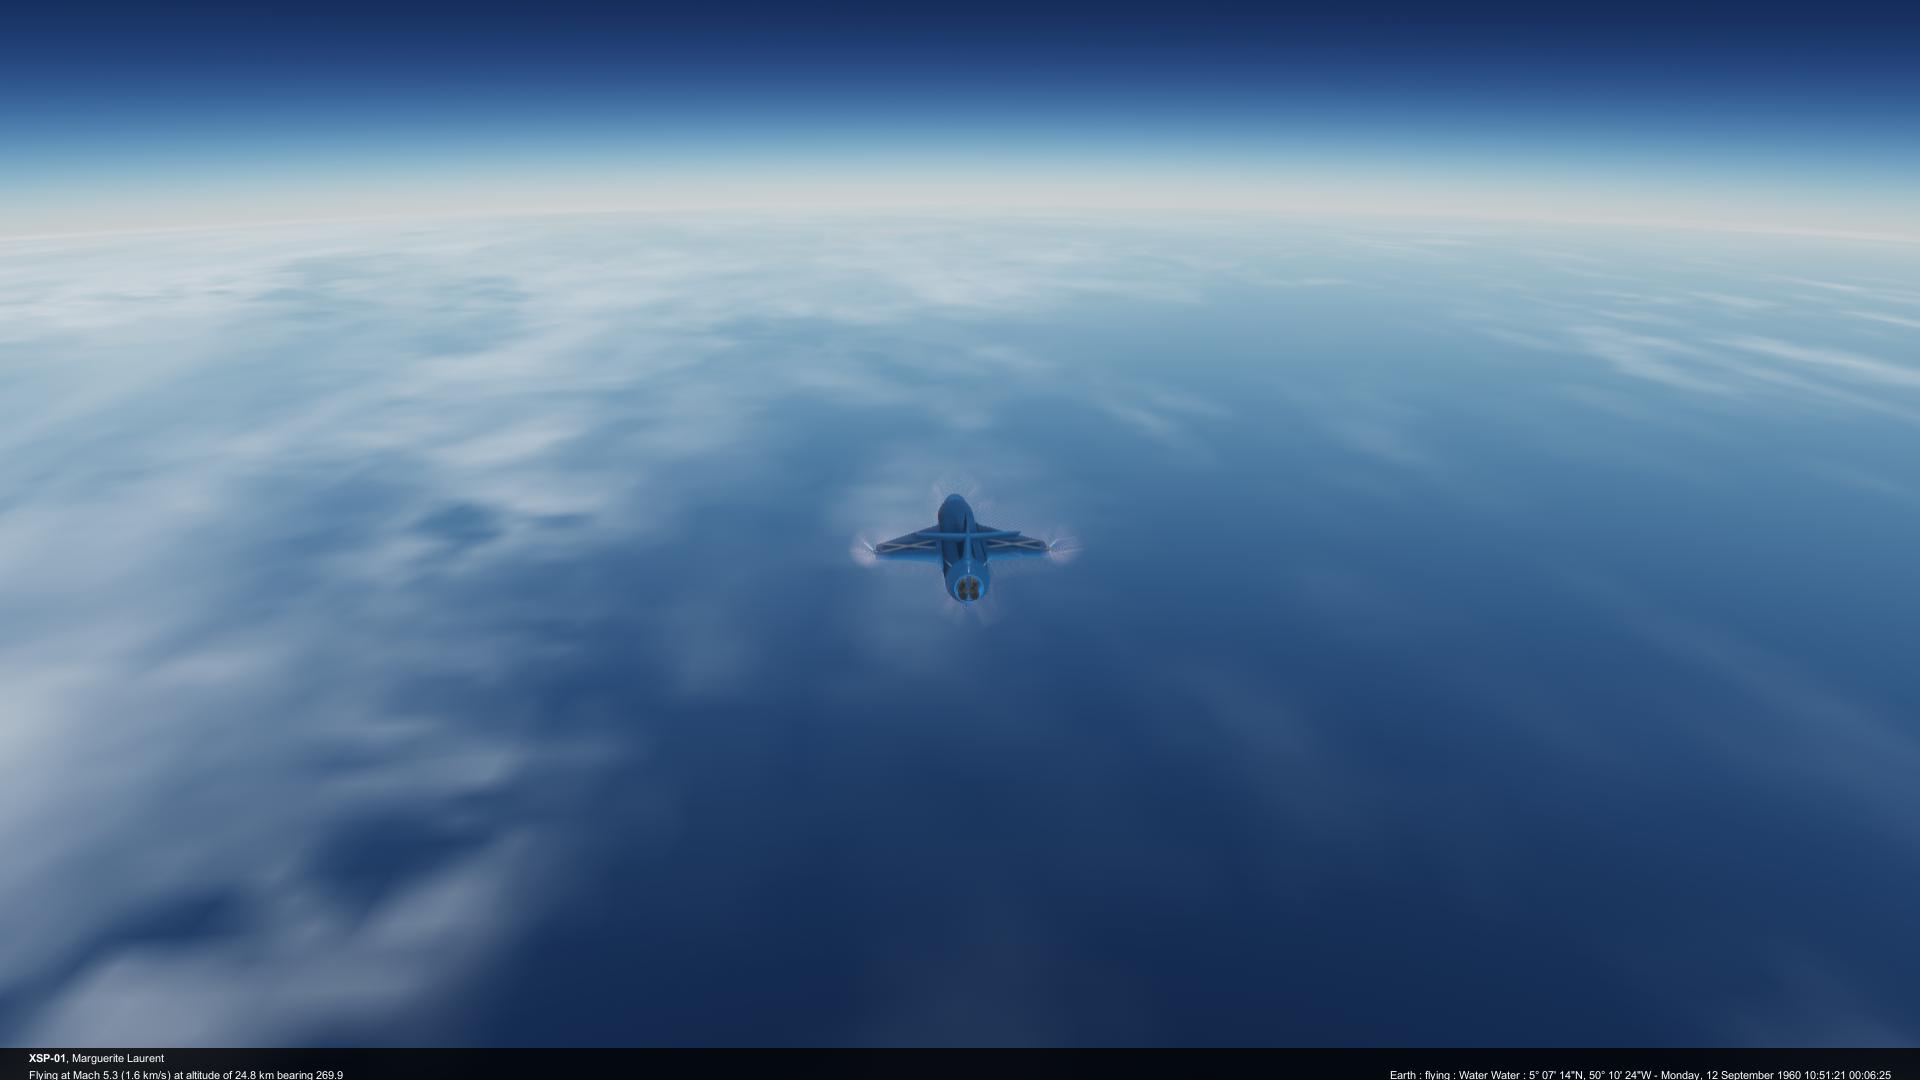 XSP-01, Marguerite Laurent
Flying at Mach 5.3 (1.6 km/s) at altitude of 24.8 km bearing 269.9
Earth : flying : Water Water : 5° 07' 14"N, 50° 10' 24"W - Monday, 12 September 1960 10:51:21 00:06:25